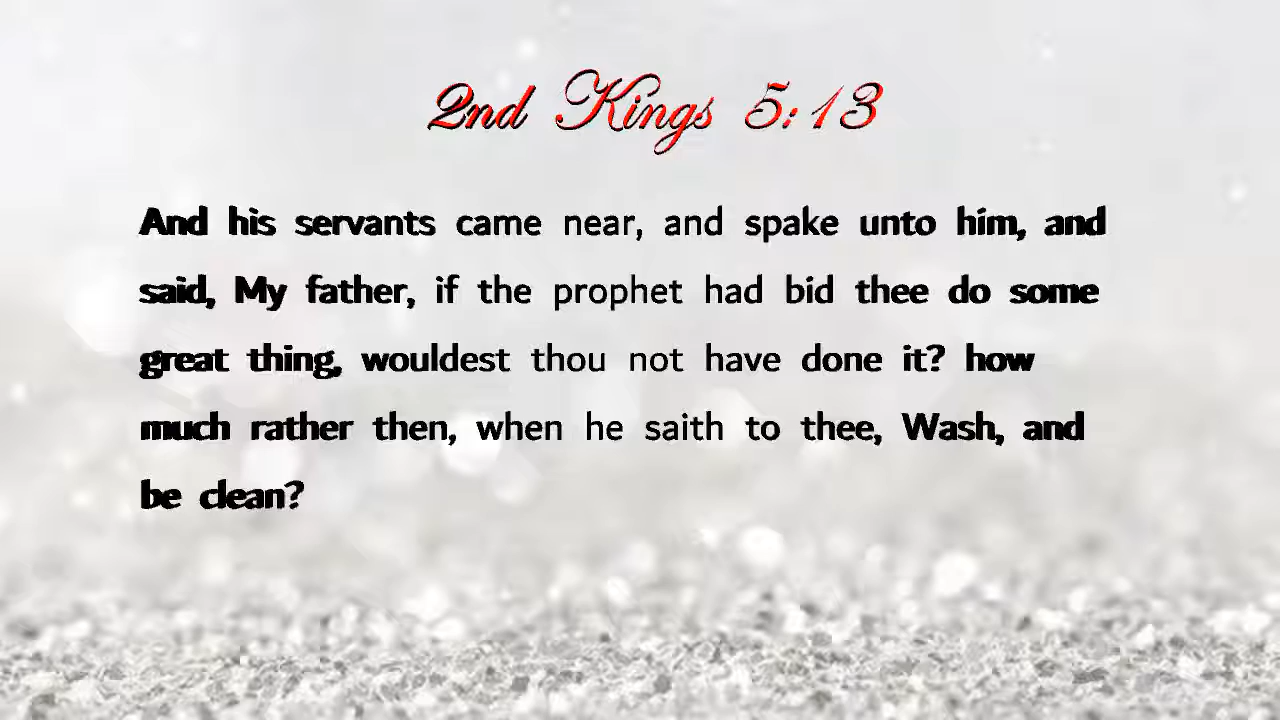 2nd Kings 5:13
And his servants came near, and spake unto him, and
said, My father, if the prophet had bid thee do some
great thing, wouldest thou not have done it? how
much rather then, when he saith to thee, Wash, and
be clean?